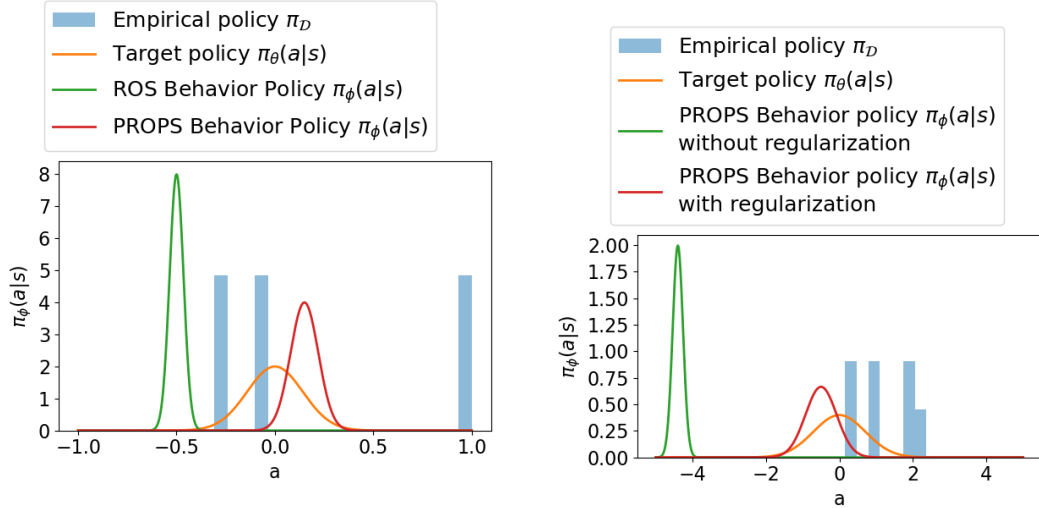 Empirical policy π_𝒟
Target policy π_θ(a|s)
ROS Behavior Policy π_ϕ(a|s)
PROPS Behavior Policy π_ϕ(a|s)
8
7
6
5
4
3
2
1
0
π_ϕ(a|s)
−1.0
−0.5
0.0
0.5
1.0
a
Empirical policy π_𝒟
Target policy π_θ(a|s)
PROPS Behavior policy π_ϕ(a|s)
without regularization
PROPS Behavior policy π_ϕ(a|s)
with regularization
2.00
1.75
1.50
1.25
1.00
0.75
0.50
0.25
0.00
π_ϕ(a|s)
−4
−2
0
2
4
a